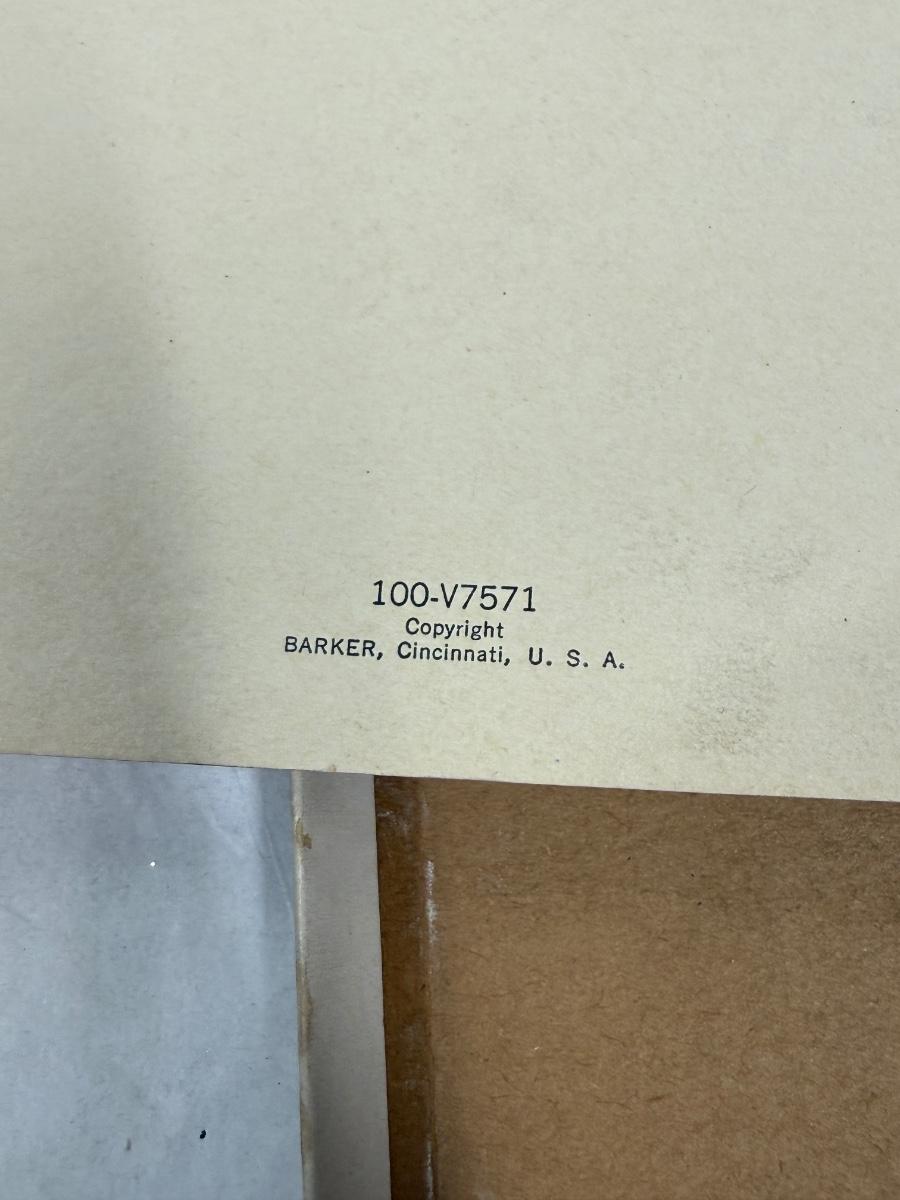 100-V7571
Copyright
BARKER, Cincinnati, U. S. A.